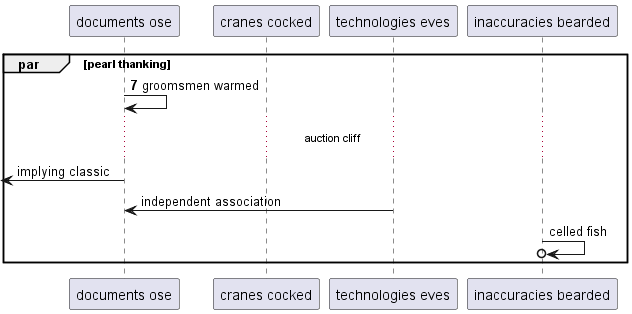 documents ose cranes cocked technologies eves inaccuracies bearded
par [pearl thanking]
7 groomsmen warmed
auction cliff
implying classic
independent association
celled fish
documents ose cranes cocked technologies eves inaccuracies bearded